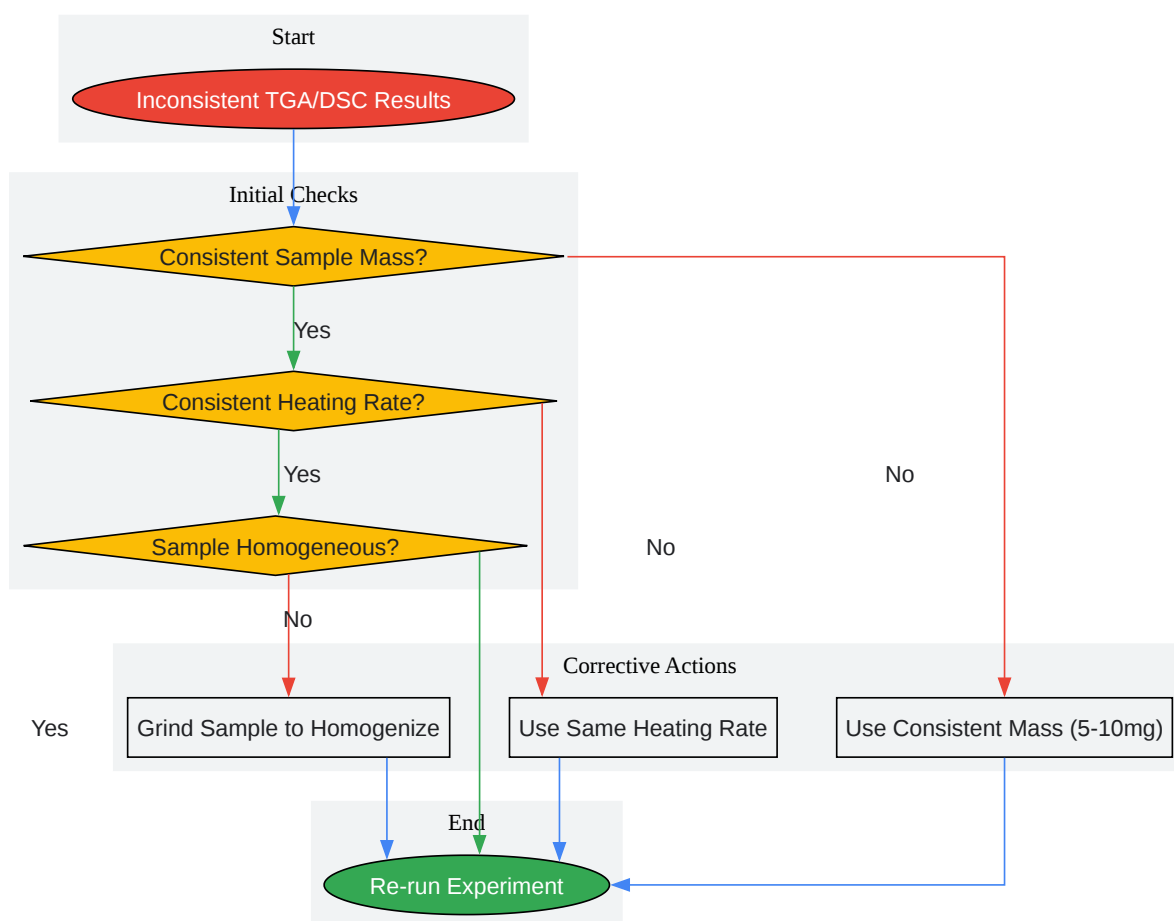 Start
Inconsistent TGA/DSC Results
Initial Checks
Consistent Sample Mass?
Yes
Consistent Heating Rate?
Yes
No
Sample Homogeneous?
No
No
Corrective Actions
Yes
Grind Sample to Homogenize
Use Same Heating Rate
Use Consistent Mass (5-10mg)
End
Re-run Experiment